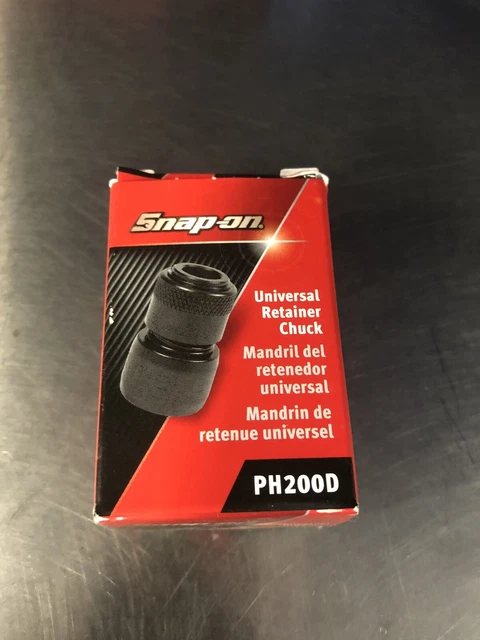 Snap-on
Universal
Retainer
Chuck
Mandril del
retenedor
universal
Mandrin de
retenue universel
PH200D